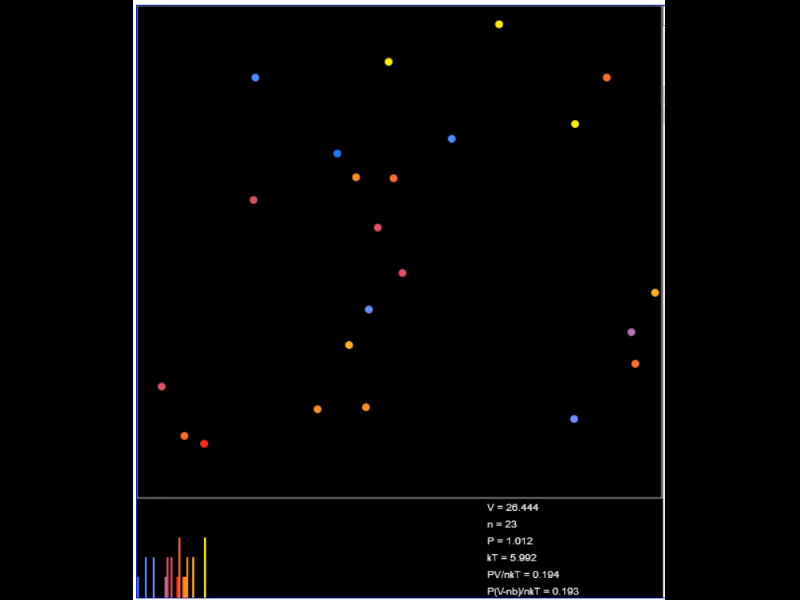 V = 26.444
n = 23
P = 1.012
kT = 5.992
PV/nkT = 0.194
P(V-nb)/nkT = 0.193